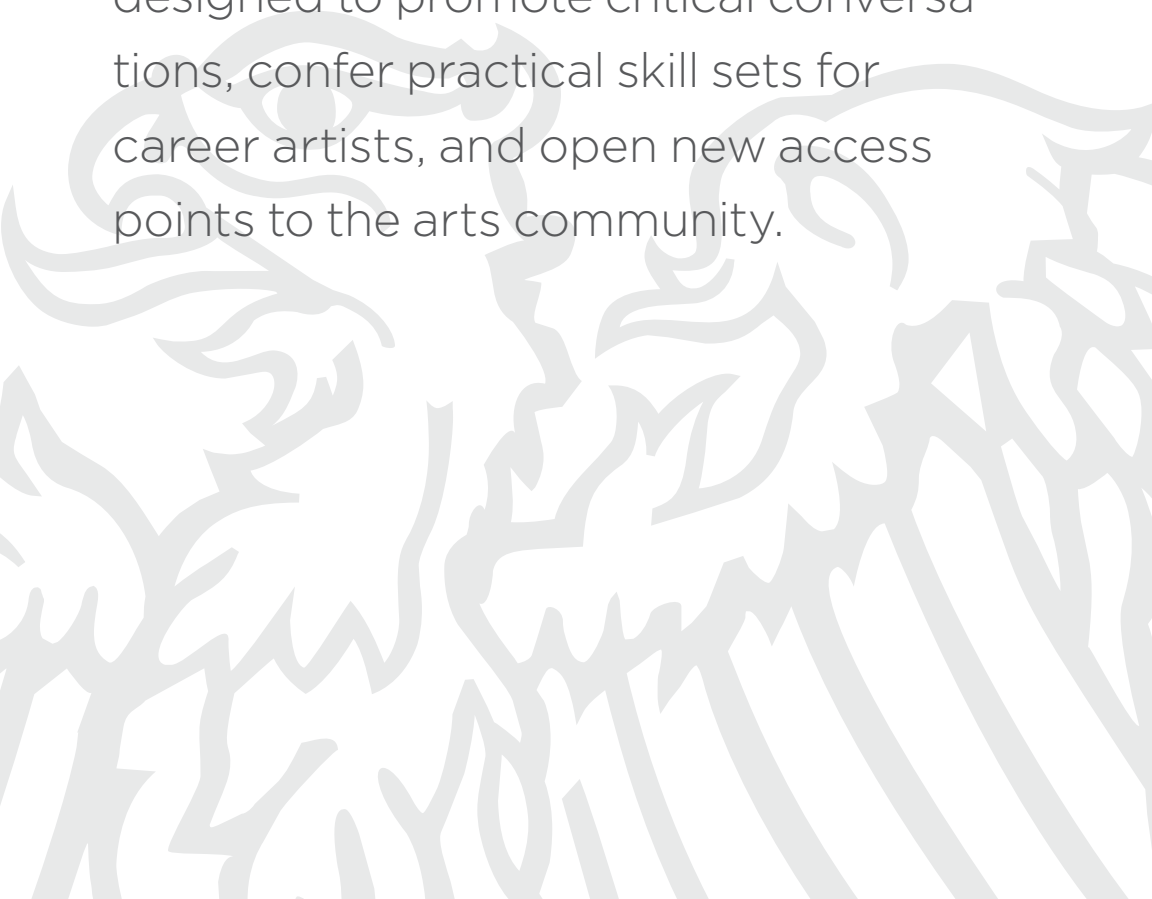 designed to promote critical conversa
tions, confer practical skill sets for
career artists, and open new access
points to the arts community.